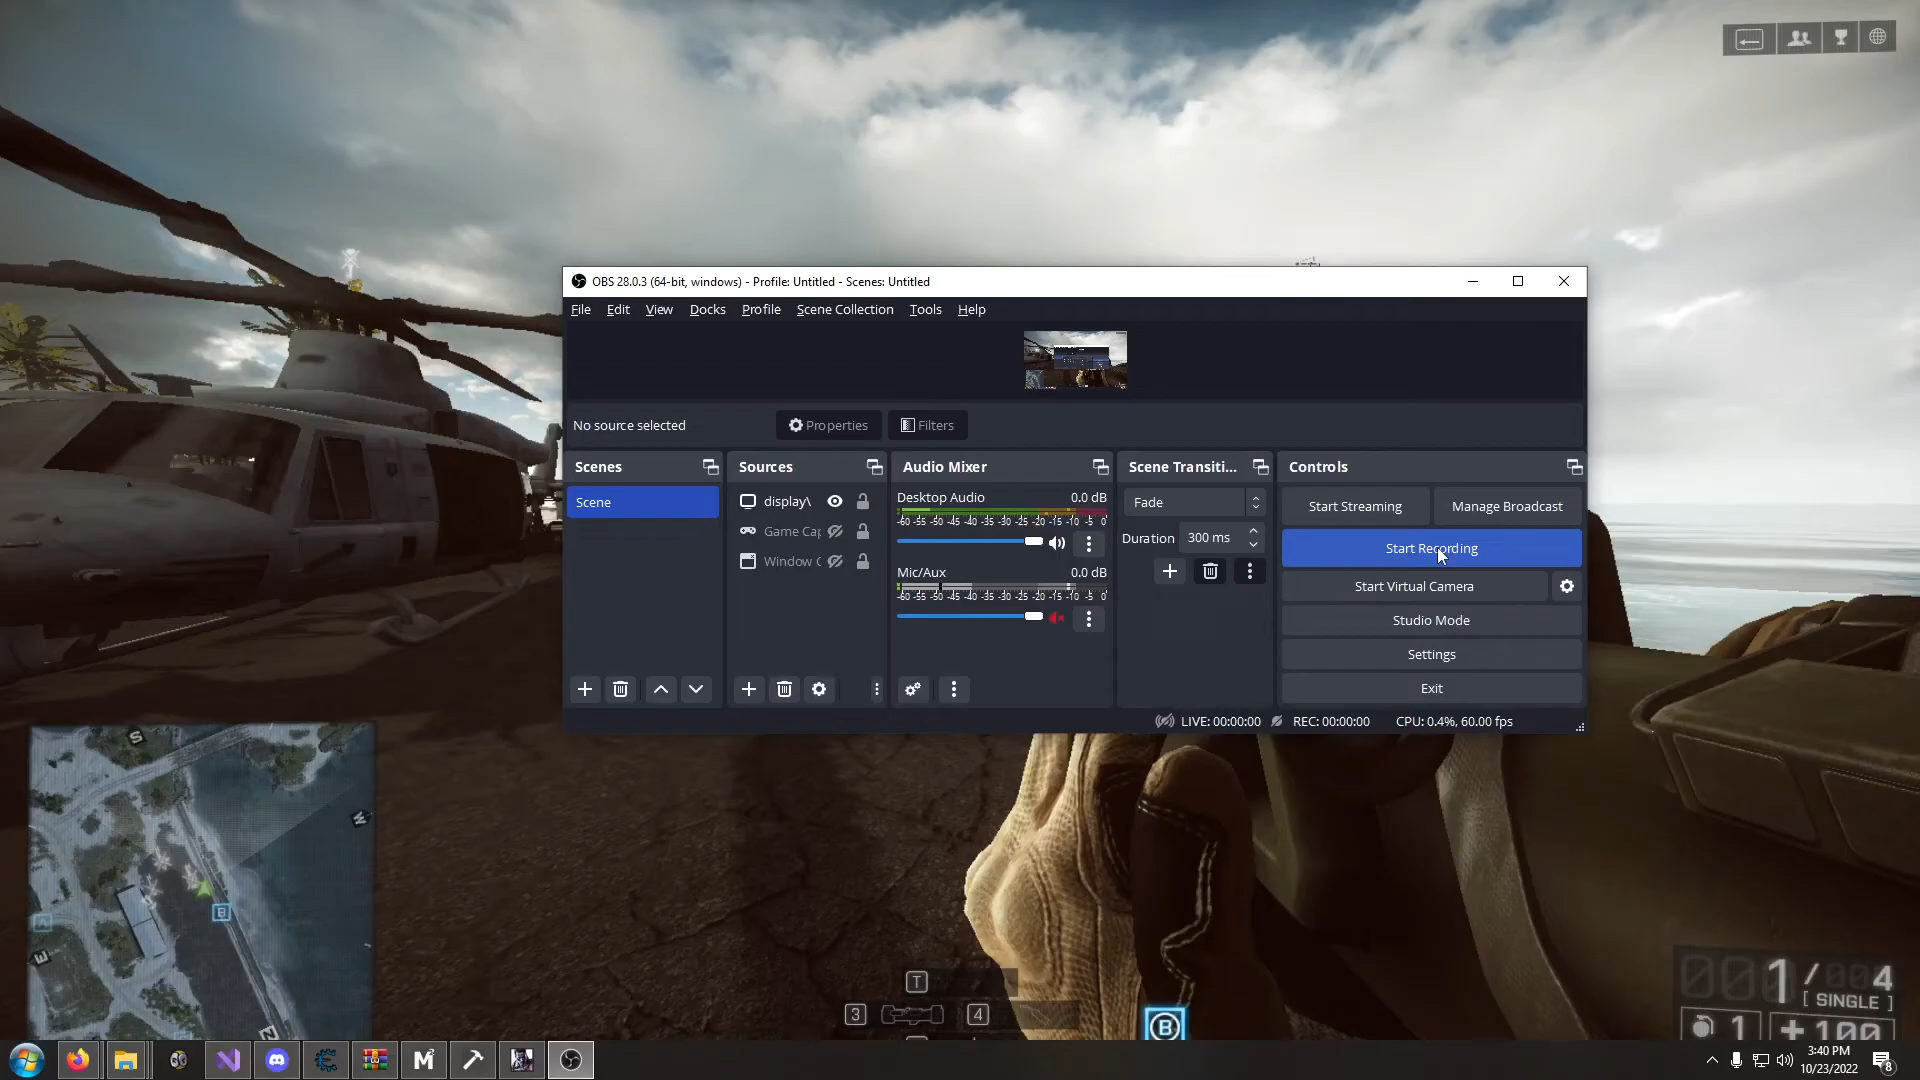 OBS 28.0.3 (64-bit, windows) - Profile: Untitled - Scenes: Untitled
File Edit View Docks Profile Scene Collection Tools Help
No source selected
Properties
Filters
Scenes
Sources
Audio Mixer
Scene Transiti...
Controls
Scene
display\
Game Cap
Window C
Desktop Audio 0.0 dB
-60 -55 -50 -45 -40 -35 -30 -25 -20 -15 -10 -5 0
Mic/Aux 0.0 dB
-60 -55 -50 -45 -40 -35 -30 -25 -20 -15 -10 -5 0
Fade
Duration 300 ms
Start Streaming
Manage Broadcast
Start Recording
Start Virtual Camera
Studio Mode
Settings
Exit
LIVE: 00:00:00
REC: 00:00:00
CPU: 0.4%, 60.00 fps
S
W
E
N
B
A
T
3
4
B
0001/0004
[ SINGLE ]
1
+100
M
3:40 PM
10/23/2022
8